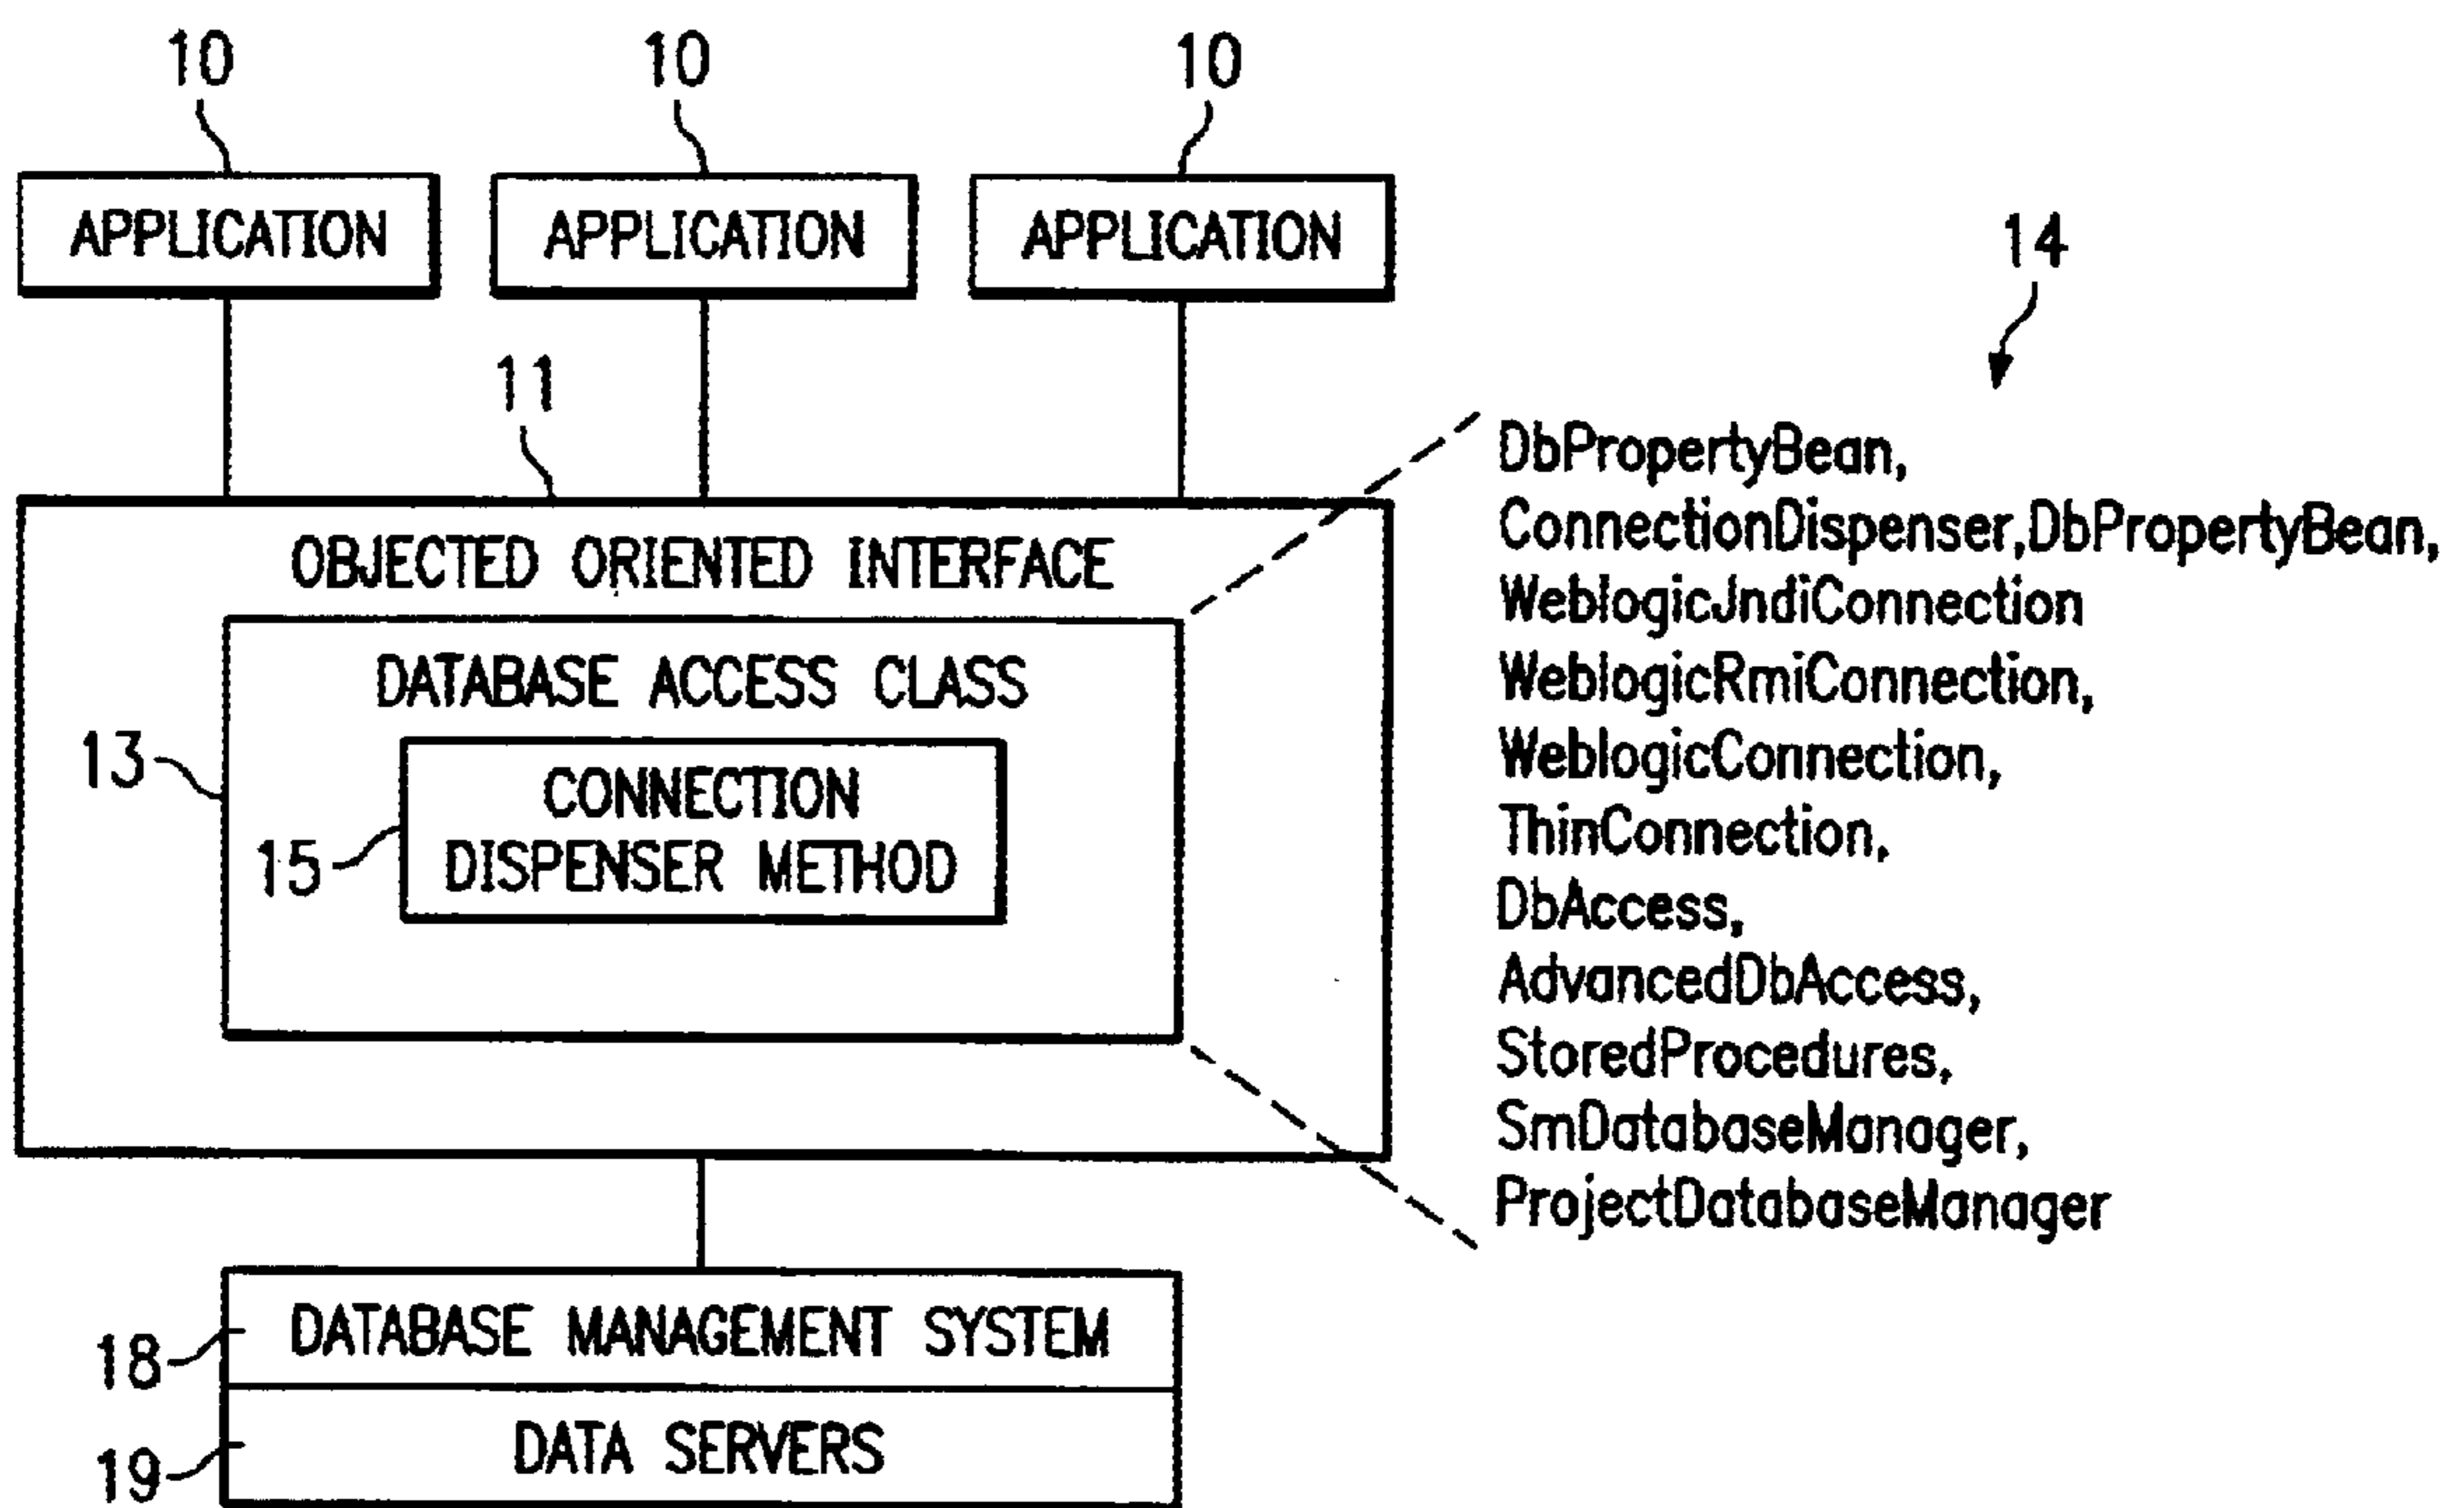 10 10 10
APPLICATION APPLICATION APPLICATION
14
11
DbPropertyBean,
ConnectionDispenser,DbPropertyBean,
WeblogicJndiConnection
WeblogicRmiConnection,
WeblogicConnection,
ThinConnection,
DbAccess,
AdvancedDbAccess,
StoredProcedures,
SmDatabaseManager,
ProjectDatabaseManager
OBJECTED ORIENTED INTERFACE
DATABASE ACCESS CLASS
13
CONNECTION
DISPENSER METHOD
15
DATABASE MANAGEMENT SYSTEM
18
DATA SERVERS
19